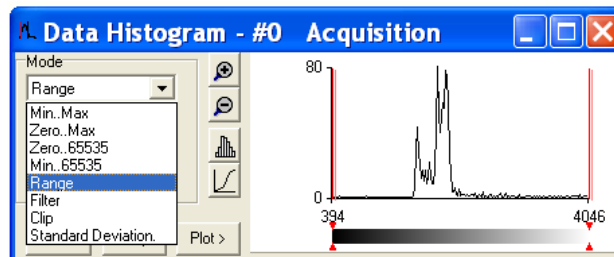 Data Histogram - #0 Acquisition
Mode
Range
Min..Max
Zero..Max
Zero..65535
Min..65535
Range
Filter
Clip
Standard Deviation.
Plot >
80
0
394
4046